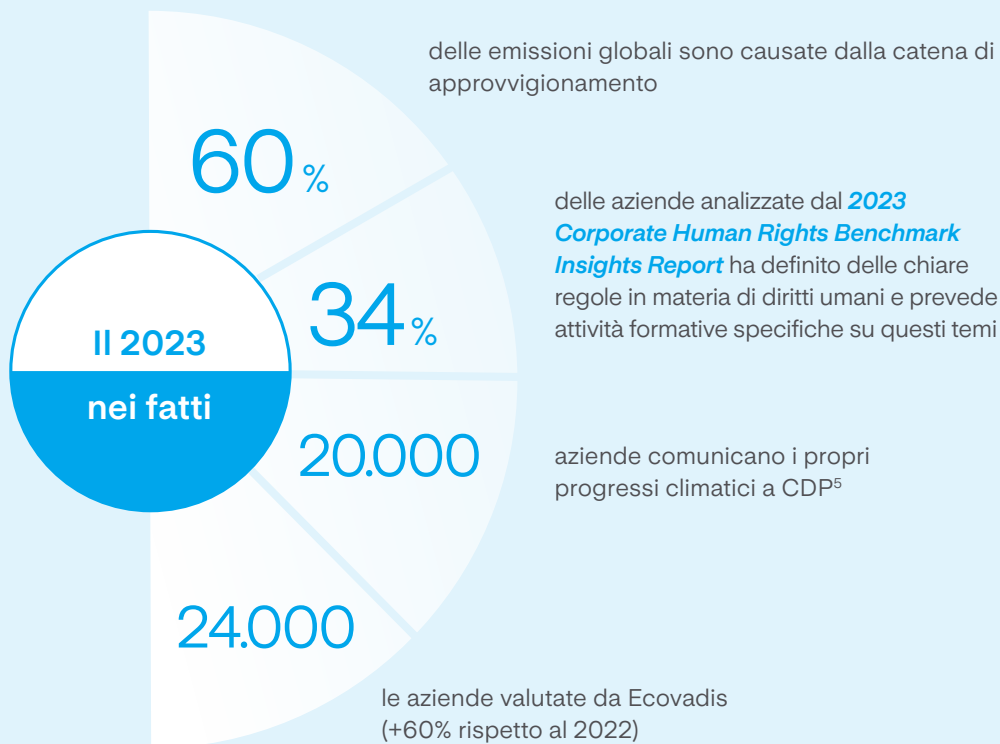 delle emissioni globali sono causate dalla catena di
approvvigionamento
60 %
delle aziende analizzate dal 2023
Corporate Human Rights Benchmark
Insights Report ha definito delle chiare
regole in materia di diritti umani e prevede
attività formative specifiche su questi temi
34 %
Il 2023
nei fatti
20.000
aziende comunicano i propri
progressi climatici a CDP⁵
24.000
le aziende valutate da Ecovadis
(+60% rispetto al 2022)